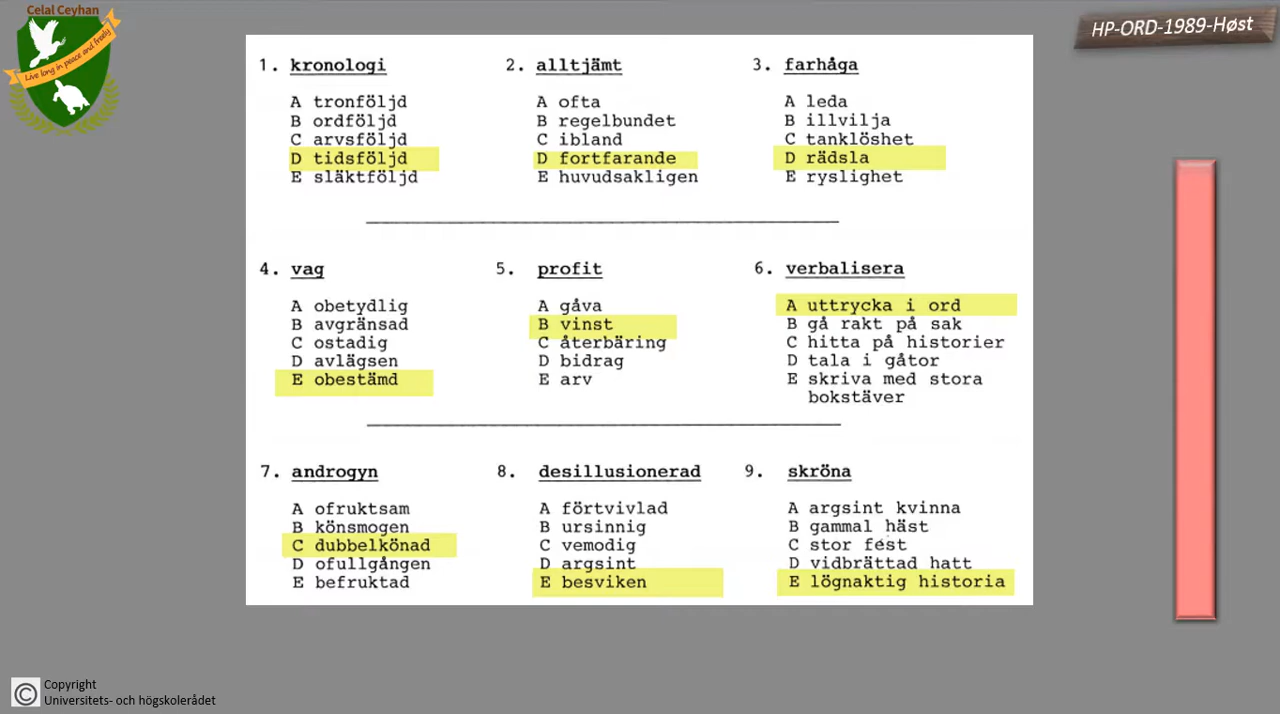 Celal Ceyhan
Live long in peace and frady
HP-ORD-1989-Høst
1. kronologi
A tronföljd
B ordföljd
C arvsföljd
D tidsföljd
E släktföljd
2. alltjämt
A ofta
B regelbundet
C ibland
D fortfarande
E huvudsakligen
3. farhåga
A leda
B illvilja
C tanklöshet
D rädsla
E ryslighet
4. vag
A obetydlig
B avgränsad
C ostadig
D avlägsen
E obestämd
5. profit
A gåva
B vinst
C återbäring
D bidrag
E arv
6. verbalisera
A uttrycka i ord
B gå rakt på sak
C hitta på historier
D tala i gåtor
E skriva med stora
bokstäver
7. androgyn
A ofruktsam
B könsmogen
C dubbelkönad
D ofullgången
E befruktad
8. desillusionerad
A förtvivlad
B ursinnig
C vemodig
D argsint
E besviken
9. skröna
A argsint kvinna
B gammal häst
C stor fest
D vidbrättad hatt
E lögnaktig historia
© Copyright
Universitets- och högskolerådet